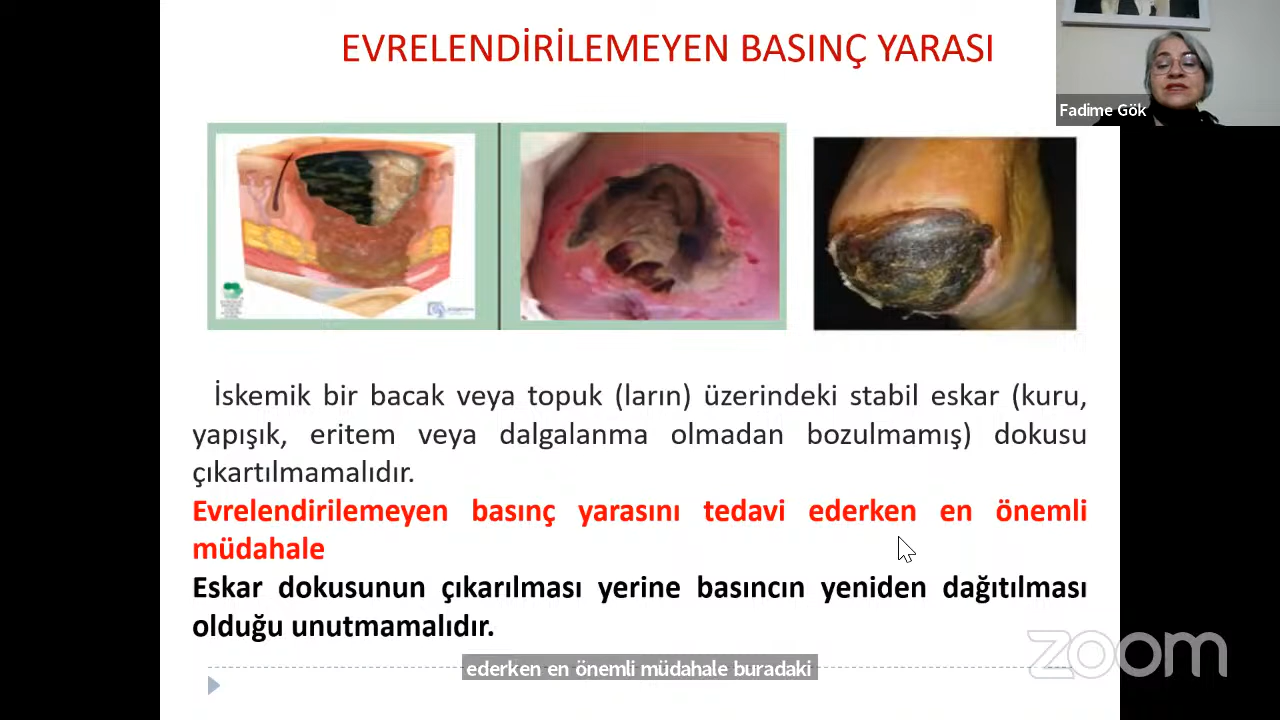 EVRELENDİRİLEMEYEN BASINÇ YARASI
Fadime Gök
İskemik bir bacak veya topuk (ların) üzerindeki stabil eskar (kuru,
yapışık, eritem veya dalgalanma olmadan bozulmamış) dokusu
çıkartılmamalıdır.
Evrelendirilemeyen basınç yarasını tedavi ederken en önemli
müdahale
Eskar dokusunun çıkarılması yerine basıncın yeniden dağıtılması
olduğu unutmamalıdır.
zoom
ederken en önemli müdahale buradaki